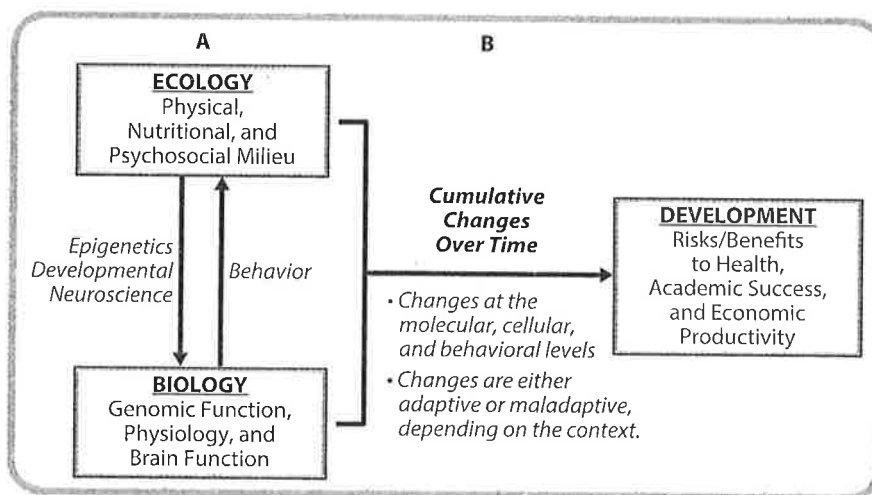 A
B
ECOLOGY
Physical,
Nutritional, and
Psychosocial Milieu
Epigenetics
Developmental
Neuroscience
Behavior
BIOLOGY
Genomic Function,
Physiology, and
Brain Function
Cumulative
Changes
Over Time
• Changes at the
molecular, cellular,
and behavioral levels
• Changes are either
adaptive or maladaptive,
depending on the context.
DEVELOPMENT
Risks/Benefits
to Health,
Academic Success,
and Economic
Productivity